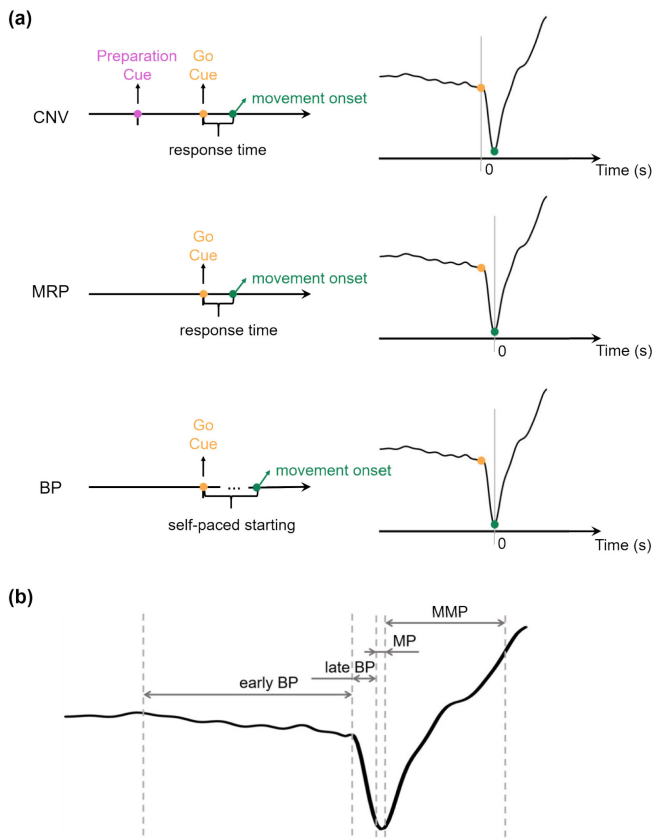 (a)
Preparation
Cue
Go
Cue
movement onset
CNV
response time
0
Time (s)
Go
Cue
movement onset
MRP
response time
0
Time (s)
Go
Cue
movement onset
BP
...
self-paced starting
0
Time (s)
(b)
MMP
MP
late BP
early BP